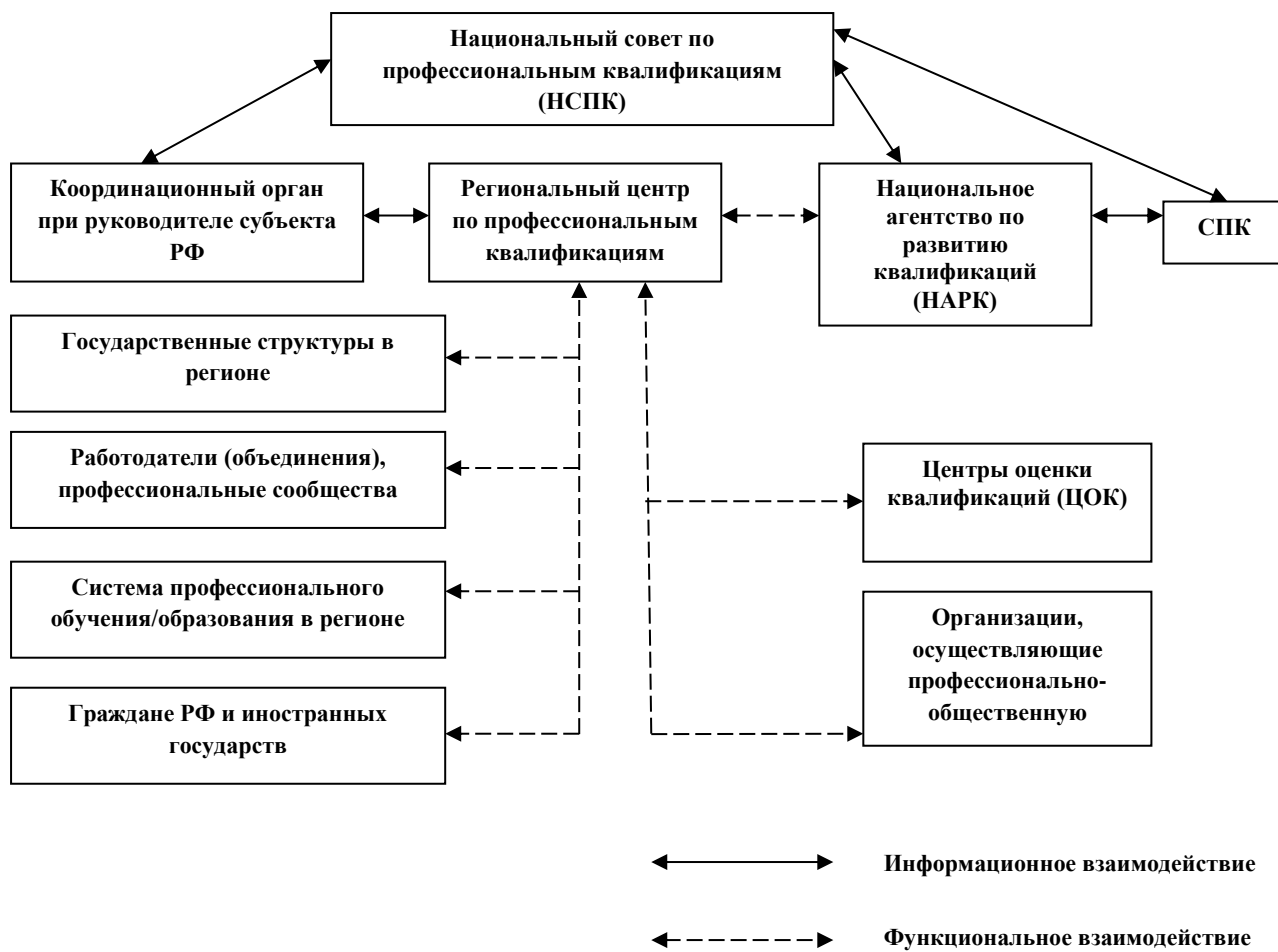 Национальный совет по
профессиональным квалификациям
(НСПК)
Координационный орган
при руководителе субъекта
РФ
Региональный центр
по профессиональным
квалификациям
Национальное
агентство по
развитию
квалификаций
(НАРК)
СПК
Государственные структуры в
регионе
Работодатели (объединения),
профессиональные сообщества
Система профессионального
обучения/образования в регионе
Граждане РФ и иностранных
государств
Центры оценки
квалификаций (ЦОК)
Организации,
осуществляющие
профессионально-
общественную
Информационное взаимодействие
Функциональное взаимодействие